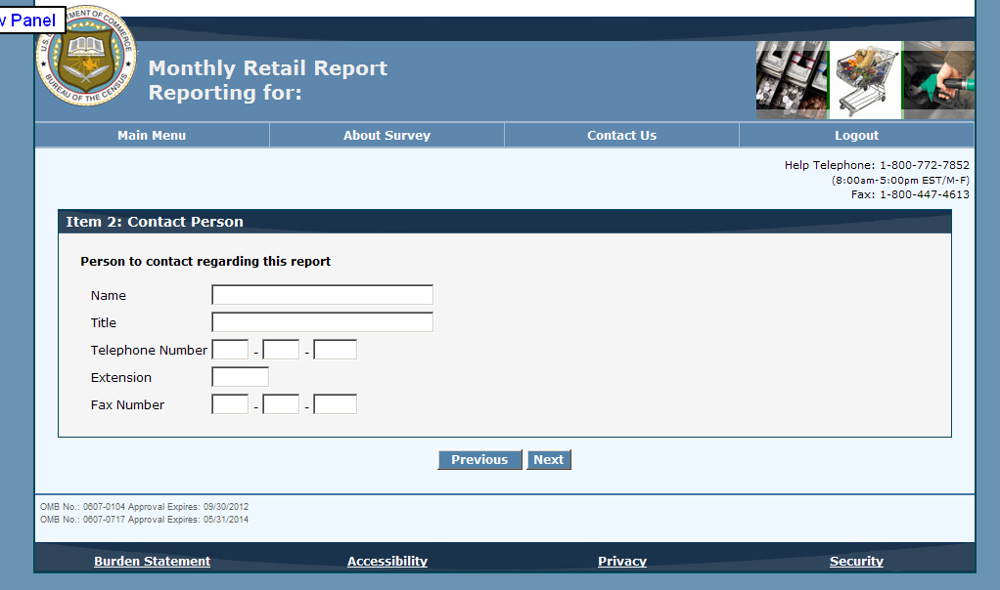 w Panel
U.S. DEPARTMENT OF COMMERCE
BUREAU OF THE CENSUS
Monthly Retail Report
Reporting for:
Main Menu About Survey Contact Us Logout
Help Telephone: 1-800-772-7852
(8:00am-5:00pm EST/M-F)
Fax: 1-800-447-4613
Item 2: Contact Person
Person to contact regarding this report
Name
Title
Telephone Number - -
Extension
Fax Number - -
Previous Next
OMB No.: 0607-0104 Approval Expires: 09/30/2012
OMB No.: 0607-0717 Approval Expires: 05/31/2014
Burden Statement Accessibility Privacy Security